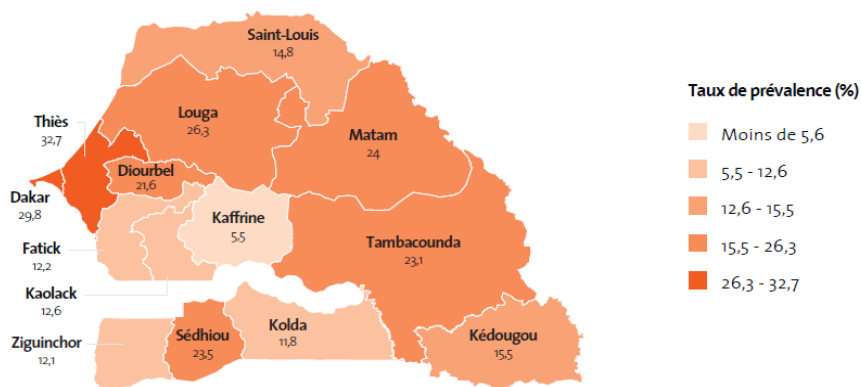 Saint-Louis
14,8
Louga
26,3
Thiès
32,7
Matam
24
Diourbel
21,6
Dakar
29,8
Kaffrine
5,5
Tambacounda
23,1
Fatick
12,2
Kaolack
12,6
Ziguinchor
12,1
Sédhiou
23,5
Kolda
11,8
Kédougou
15,5
Taux de prévalence (%)
Moins de 5,6
5,5 - 12,6
12,6 - 15,5
15,5 - 26,3
26,3 - 32,7